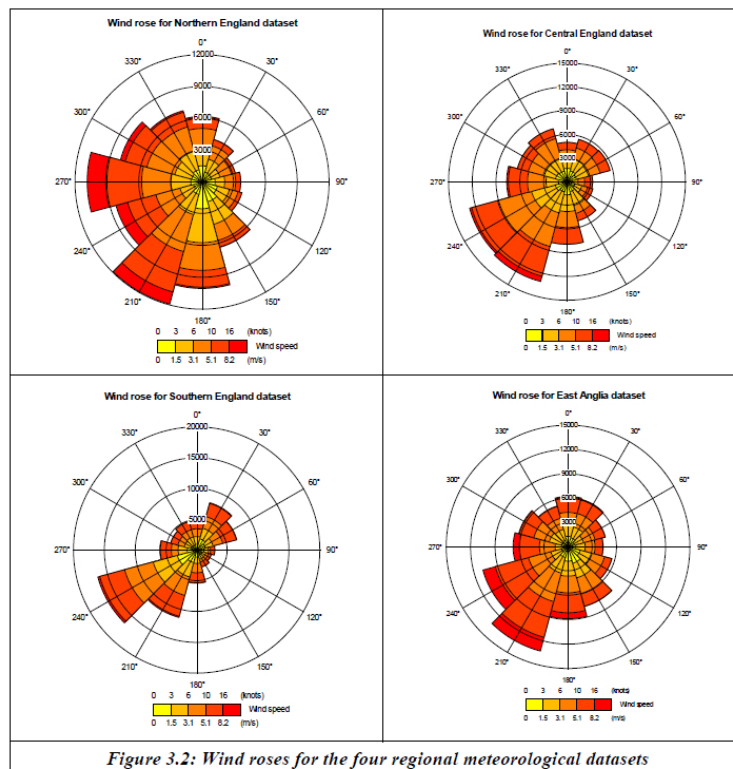 Wind rose for Northern England dataset
0°
12000
330° 30°
9000
300° 60°
6000
3000
270° 90°
240° 120°
210° 150°
180°
0 3 6 10 16 (knots)
Wind speed
0 1.5 3.1 5.1 8.2 (m/s)
Wind rose for Central England dataset
0°
15000
330° 30°
12000
9000
300° 60°
6000
3000
270° 90°
240° 120°
210° 150°
180°
0 3 6 10 16 (knots)
Wind speed
0 1.5 3.1 5.1 8.2 (m/s)
Wind rose for Southern England dataset
0°
20000
330° 30°
15000
300° 60°
10000
5000
270° 90°
240° 120°
210° 150°
180°
0 3 6 10 16 (knots)
Wind speed
0 1.5 3.1 5.1 8.2 (m/s)
Wind rose for East Anglia dataset
0°
15000
330° 30°
12000
9000
300° 60°
6000
3000
270° 90°
240° 120°
210° 150°
180°
0 3 6 10 16 (knots)
Wind speed
0 1.5 3.1 5.1 8.2 (m/s)
Figure 3.2: Wind roses for the four regional meteorological datasets